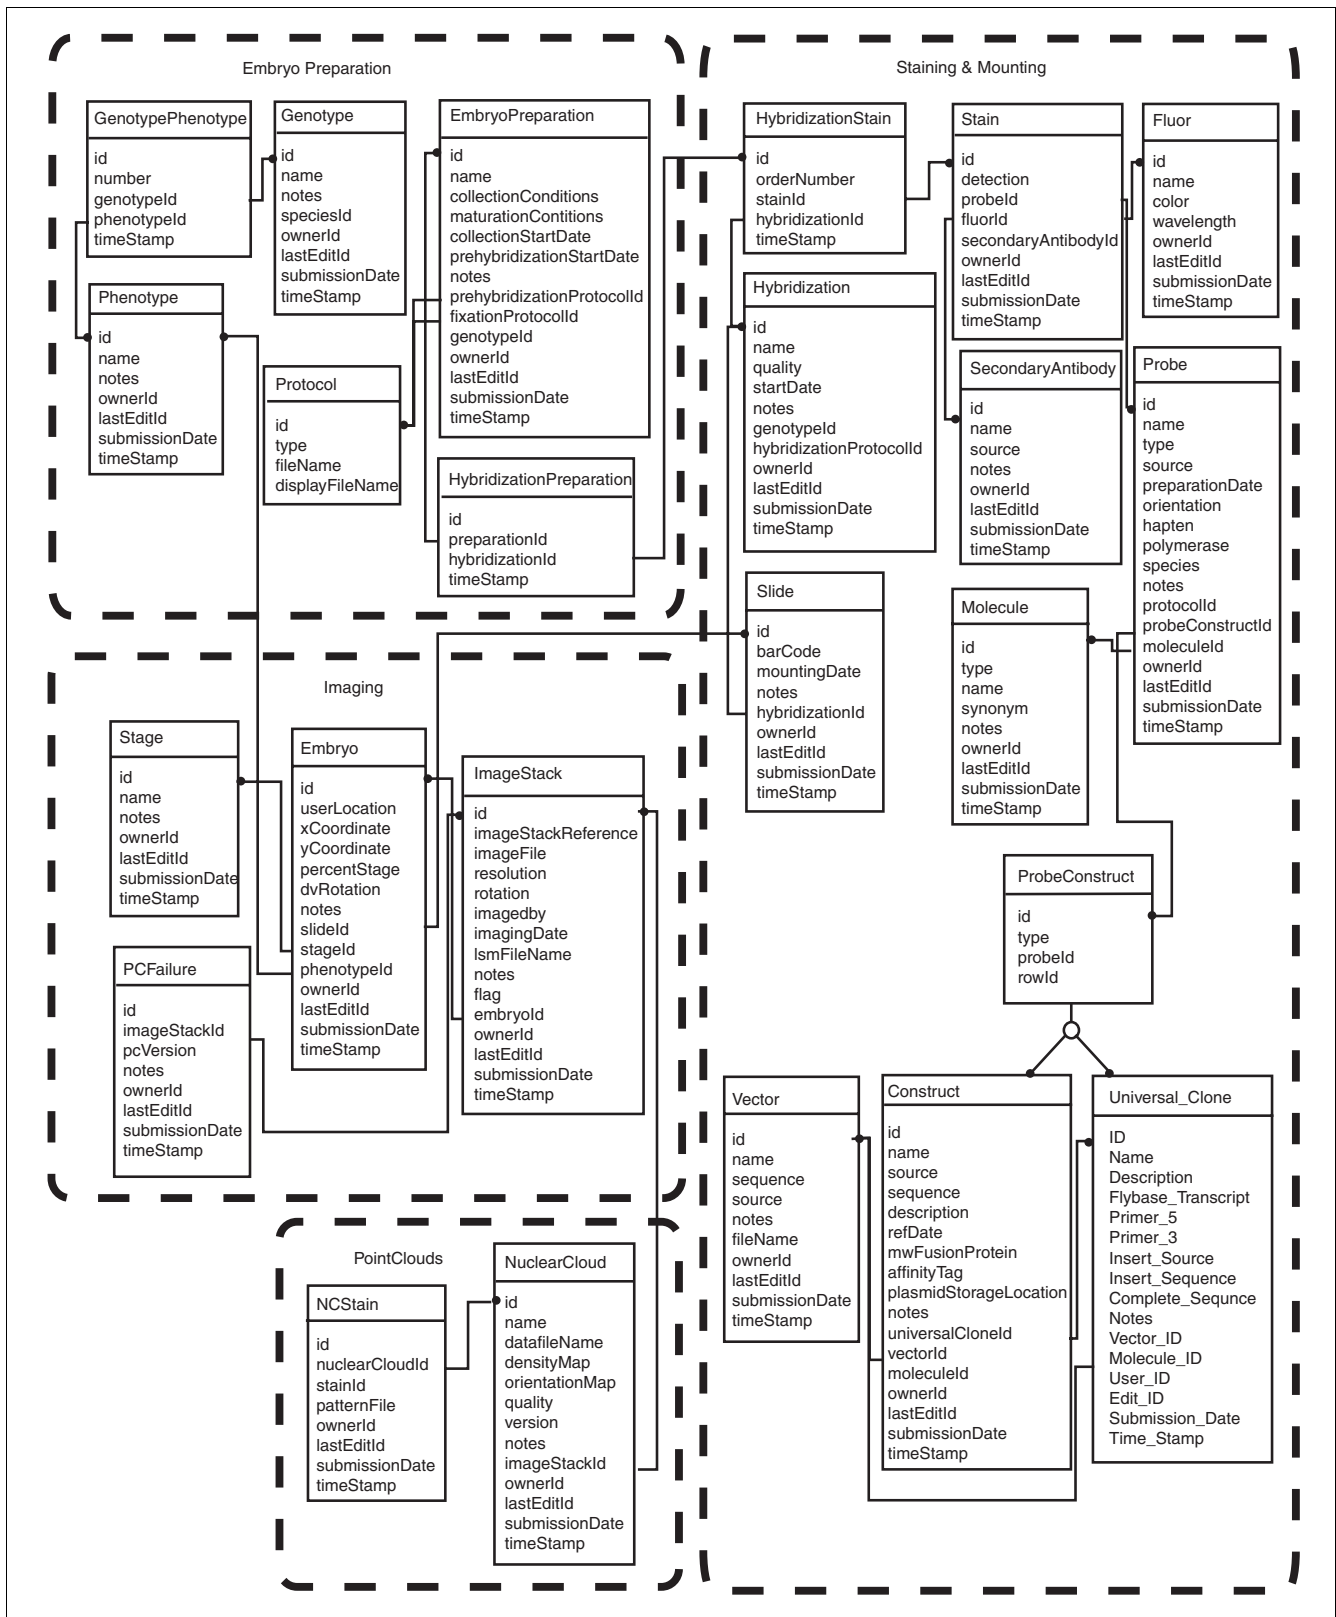 Embryo Preparation
GenotypePhenotype
id
number
genotypeId
phenotypeId
timeStamp
Genotype
id
name
notes
speciesId
ownerId
lastEditId
submissionDate
timeStamp
EmbryoPreparation
id
name
collectionConditions
maturationContitions
collectionStartDate
prehybridizationStartDate
notes
prehybridizationProtocolId
fixationProtocolId
genotypeId
ownerId
lastEditId
submissionDate
timeStamp
Phenotype
id
name
notes
ownerId
lastEditId
submissionDate
timeStamp
Protocol
id
type
fileName
displayFileName
HybridizationPreparation
id
preparationId
hybridizationId
timeStamp
Staining & Mounting
HybridizationStain
id
orderNumber
stainId
hybridizationId
timeStamp
Stain
id
detection
probeId
fluorId
secondaryAntibodyId
ownerId
lastEditId
submissionDate
timeStamp
Fluor
id
name
color
wavelength
ownerId
lastEditId
submissionDate
timeStamp
Hybridization
id
name
quality
startDate
notes
genotypeId
hybridizationProtocolId
ownerId
lastEditId
submissionDate
timeStamp
SecondaryAntibody
id
name
source
notes
ownerId
lastEditId
submissionDate
timeStamp
Probe
id
name
type
source
preparationDate
orientation
hapten
polymerase
species
notes
protocolId
probeConstructId
moleculeId
ownerId
lastEditId
submissionDate
timeStamp
Slide
id
barCode
mountingDate
notes
hybridizationId
ownerId
lastEditId
submissionDate
timeStamp
Molecule
id
type
name
synonym
notes
ownerId
lastEditId
submissionDate
timeStamp
ProbeConstruct
id
type
probeId
rowId
Vector
id
name
sequence
source
notes
fileName
ownerId
lastEditId
submissionDate
timeStamp
Construct
id
name
source
sequence
description
refDate
mwFusionProtein
affinityTag
plasmidStorageLocation
notes
universalCloneId
vectorId
moleculeId
ownerId
lastEditId
submissionDate
timeStamp
Universal_Clone
ID
Name
Description
Flybase_Transcript
Primer_5
Primer_3
Insert_Source
Insert_Sequence
Complete_Sequnce
Notes
Vector_ID
Molecule_ID
User_ID
Edit_ID
Submission_Date
Time_Stamp
Imaging
Stage
id
name
notes
ownerId
lastEditId
submissionDate
timeStamp
Embryo
id
userLocation
xCoordinate
yCoordinate
percentStage
dvRotation
notes
slideId
stageId
phenotypeId
ownerId
lastEditId
submissionDate
timeStamp
ImageStack
id
imageStackReference
imageFile
resolution
rotation
imagedby
imagingDate
lsmFileName
notes
flag
embryoId
ownerId
lastEditId
submissionDate
timeStamp
PCFailure
id
imageStackId
pcVersion
notes
ownerId
lastEditId
submissionDate
timeStamp
PointClouds
NCStain
id
nuclearCloudId
stainId
patternFile
ownerId
lastEditId
submissionDate
timeStamp
NuclearCloud
id
name
datafileName
densityMap
orientationMap
quality
version
notes
imageStackId
ownerId
lastEditId
submissionDate
timeStamp